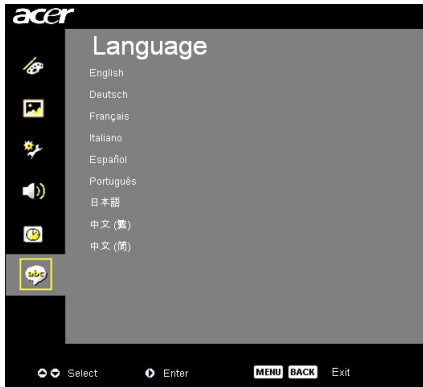 acer
Language
English
Deutsch
Français
Italiano
Español
Português
日本語
中文 (繁)
中文 (简)
abc
Select Enter MENU BACK Exit